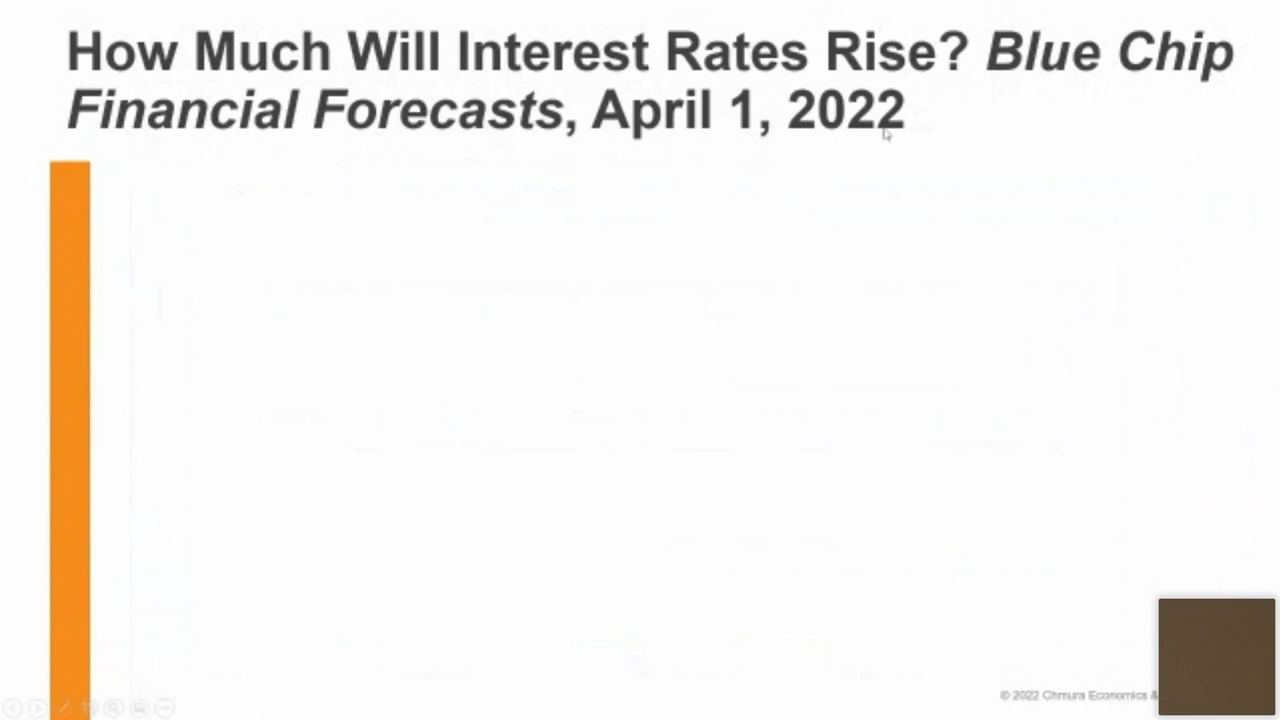 How Much Will Interest Rates Rise? Blue Chip
Financial Forecasts, April 1, 2022
© 2022 Chmura Economics &